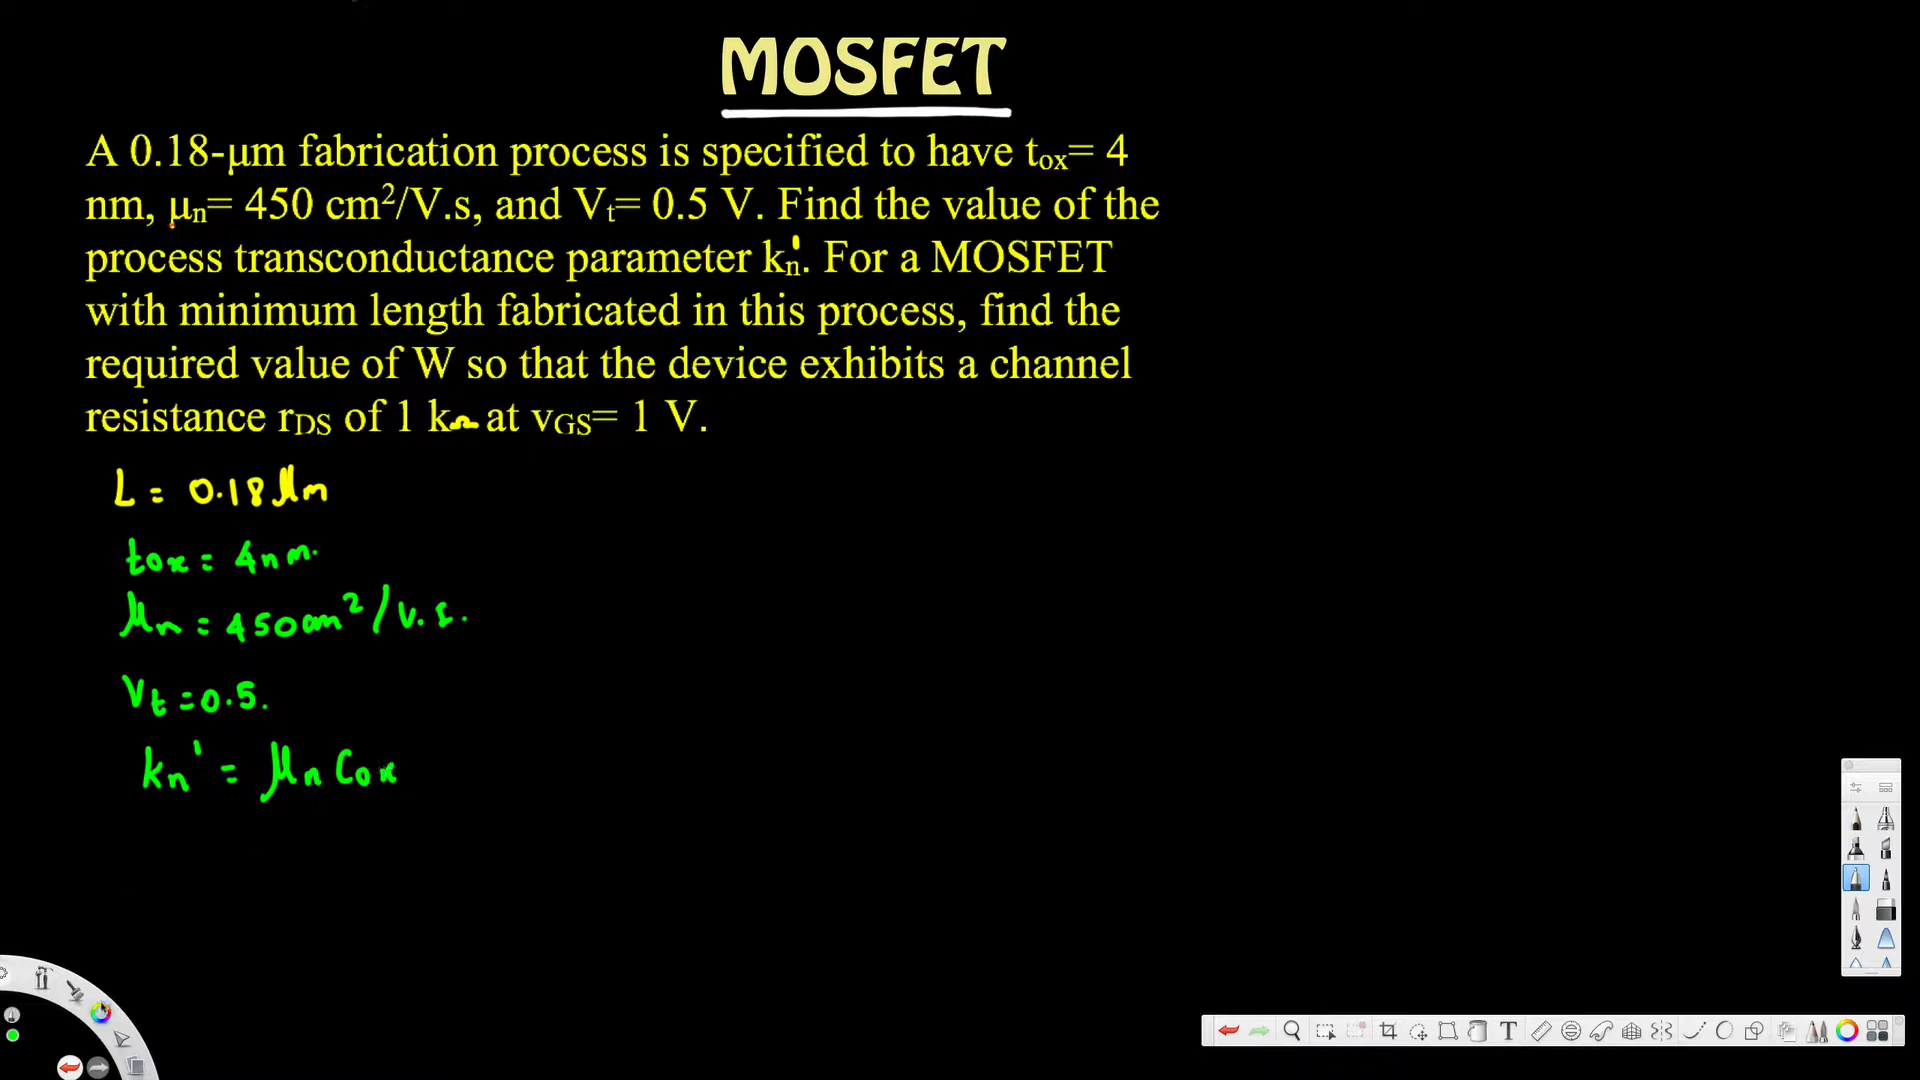 MOSFET
A 0.18-μm fabrication process is specified to have tox= 4
nm, μn= 450 cm²/V.s, and Vt= 0.5 V. Find the value of the
process transconductance parameter kn'. For a MOSFET
with minimum length fabricated in this process, find the
required value of W so that the device exhibits a channel
resistance rDS of 1 kΩ at vGS= 1 V.
L = 0.18 μm
tox = 4nm.
μn = 450cm²/V.s.
Vt = 0.5.
kn' = μn Cox
T